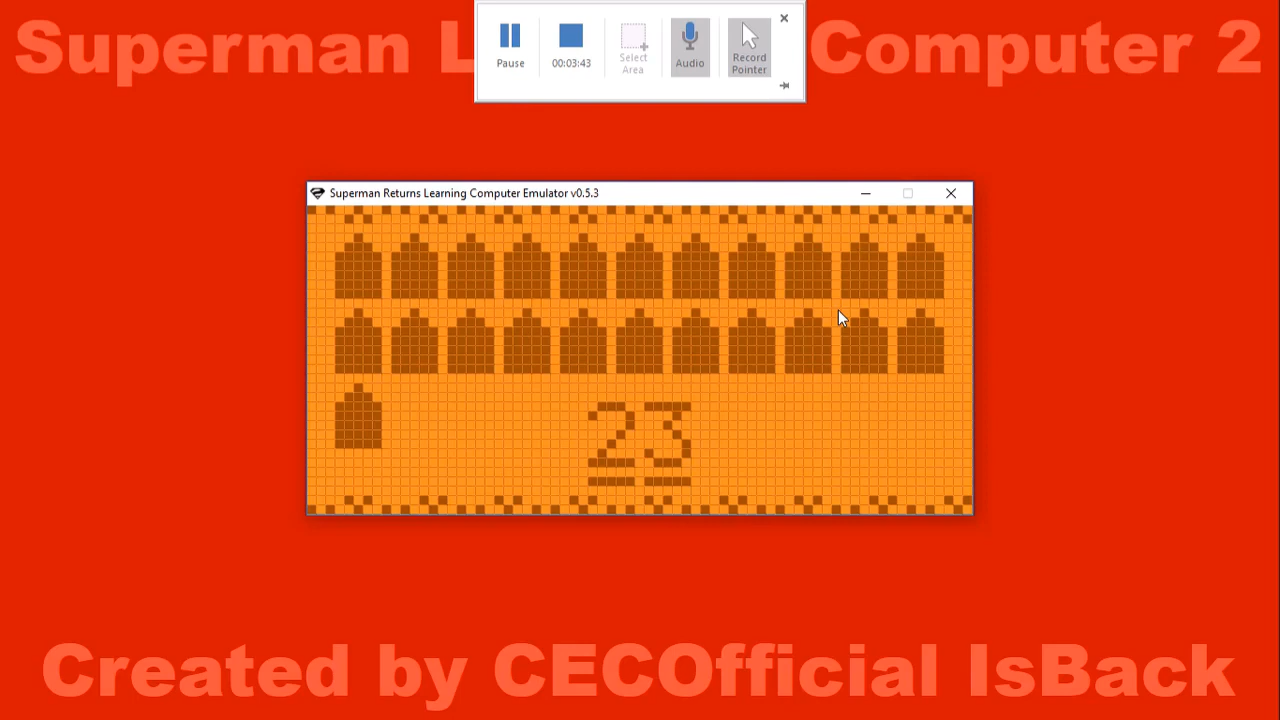 Superman L Computer 2
Pause
00:03:43
Select
Area
Audio
Record
Pointer
Superman Returns Learning Computer Emulator v0.5.3
23
Created by CECOfficial IsBack